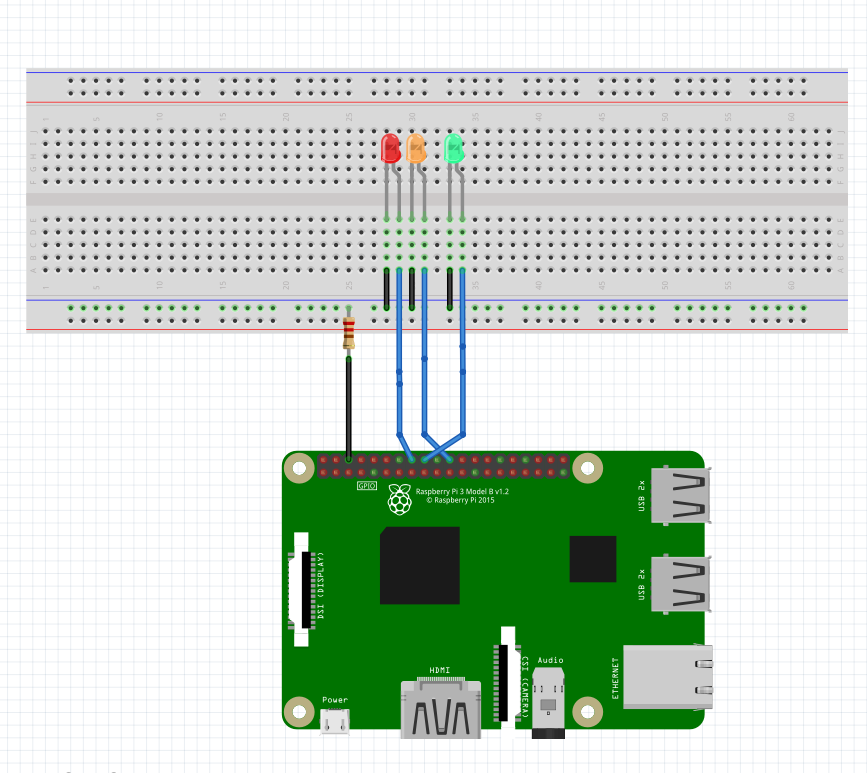 1 5 10 15 20 25 30 35 40 45 50 55 60
J
I
H
G
F
E
D
C
B
A
1 5 10 15 20 25 30 35 40 45 50 55 60
GPIO
Raspberry Pi 3 Model B v1.2
© Raspberry Pi 2015
USB 2x
DSI (DISPLAY)
USB 2x
ETHERNET
CSI (CAMERA)
Audio
HDMI
Power